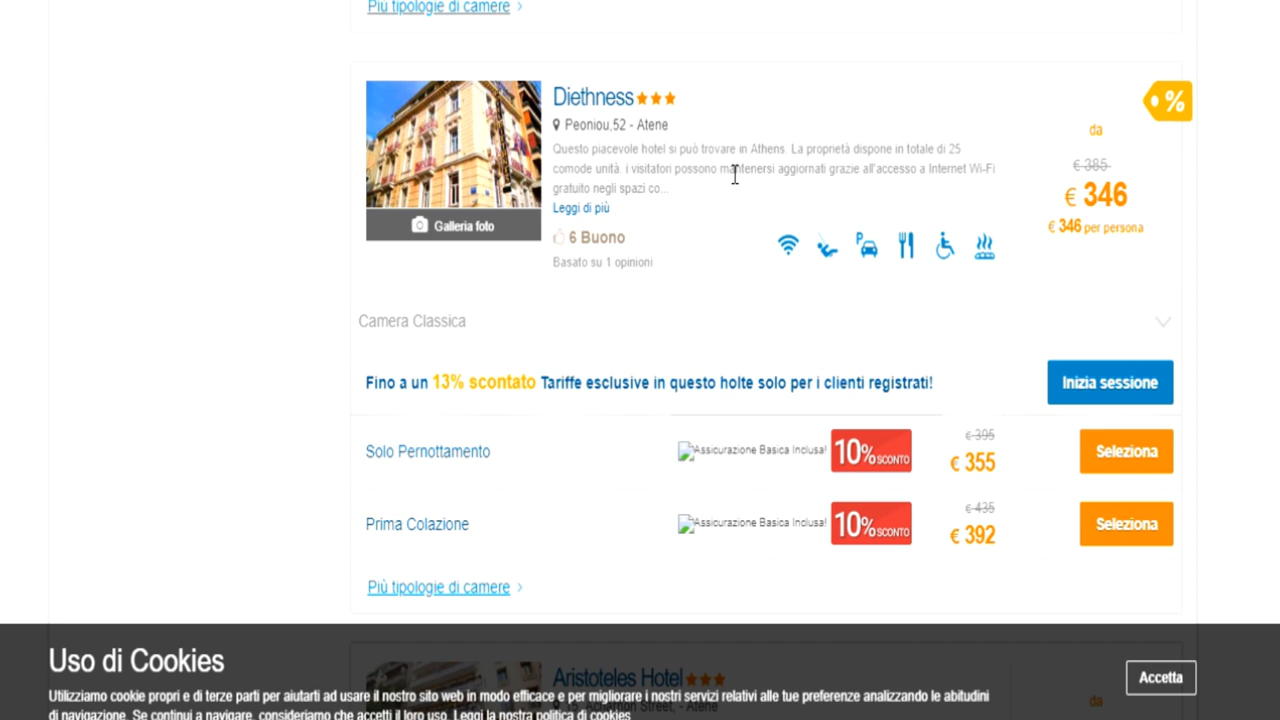 Più tipologie di camere
Diethness
%
Peoniou,52 - Atene
da
Questo piacevole hotel si può trovare in Athens. La proprietà dispone in totale di 25
€ 385
comode unità. i visitatori possono mantenersi aggiornati grazie all'accesso a Internet Wi-Fi
€ 346
gratuito negli spazi co...
Leggi di più
Galleria foto
€ 346 per persona
6 Buono
Basato su 1 opinioni
Camera Classica
Fino a un 13% scontato Tariffe esclusive in questo holte solo per i clienti registrati!
Inizia sessione
Solo Pernottamento
Assicurazione Basica Inclusa!
10% SCONTO
€ 395
€ 355
Seleziona
Prima Colazione
Assicurazione Basica Inclusa!
10% SCONTO
€ 435
€ 392
Seleziona
Più tipologie di camere
Uso di Cookies
Aristoteles Hotel
Accetta
Utilizziamo cookie propri e di terze parti per aiutarti ad usare il nostro sito web in modo efficace e per migliorare i nostri servizi relativi alle tue preferenze analizzando le abitudini
15, Acharnon Street, - Atene
da
di navigazione. Se continui a navigare, consideriamo che accetti il loro uso. Leggi la nostra politica di cookies